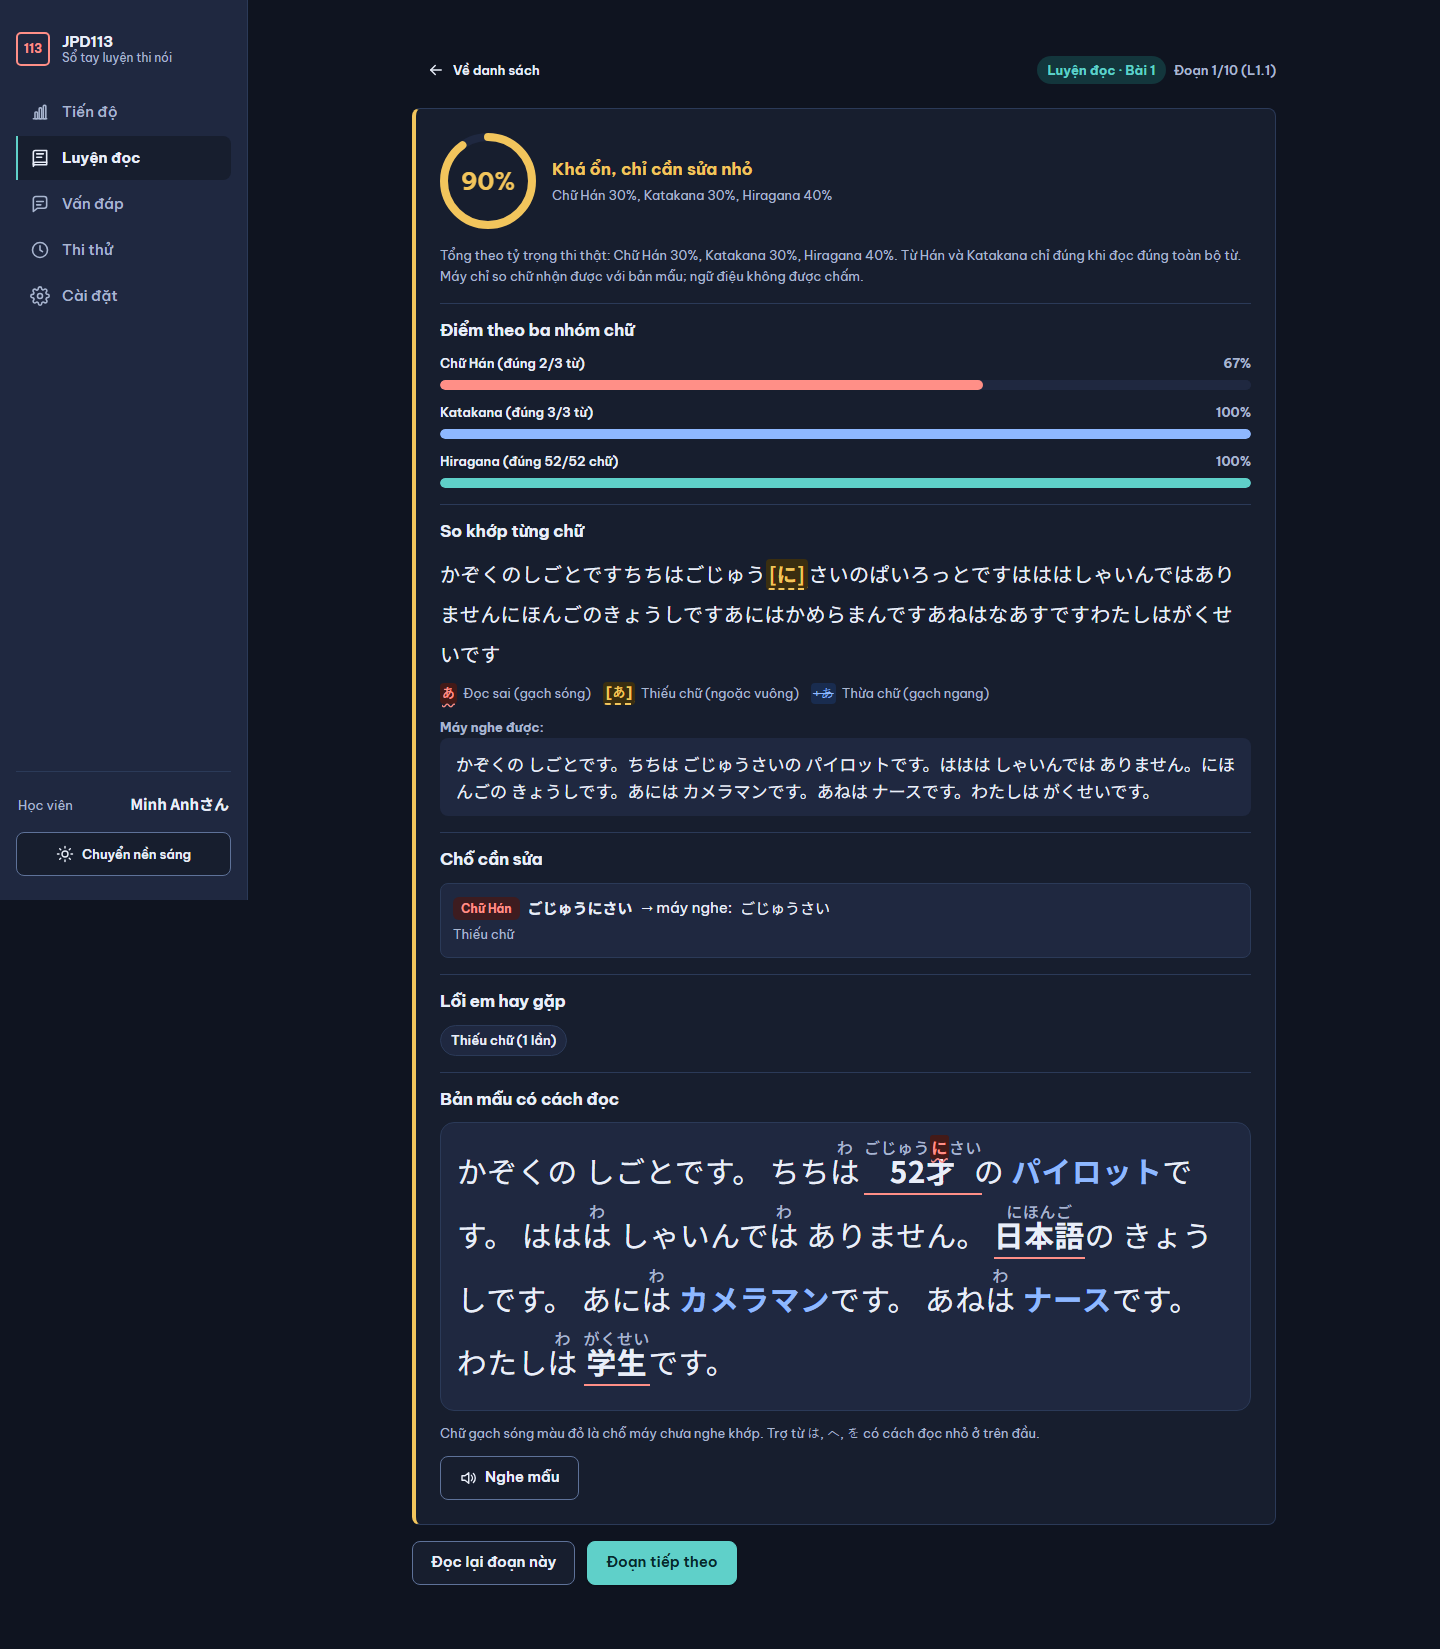 113
JPD113
Sổ tay luyện thi nói
Tiến độ
Luyện đọc
Vấn đáp
Thi thử
Cài đặt
Học viên
Minh Anhさん
Chuyển nền sáng
Về danh sách
Luyện đọc · Bài 1
Đoạn 1/10 (L1.1)
90%
Khá ổn, chỉ cần sửa nhỏ
Chữ Hán 30%, Katakana 30%, Hiragana 40%
Tổng theo tỷ trọng thi thật: Chữ Hán 30%, Katakana 30%, Hiragana 40%. Từ Hán và Katakana chỉ đúng khi đọc đúng toàn bộ từ.
Máy chỉ so chữ nhận được với bản mẫu; ngữ điệu không được chấm.
Điểm theo ba nhóm chữ
Chữ Hán (đúng 2/3 từ) 67%
Katakana (đúng 3/3 từ) 100%
Hiragana (đúng 52/52 chữ) 100%
So khớp từng chữ
かぞくのしごとですちちはごじゅう[に]さいのぱいろっとですはははしゃいんではあり
ませんにほんごのきょうしですあにはかめらまんですあねはなあすですわたしはがくせ
いです
あ Đọc sai (gạch sóng) [あ] Thiếu chữ (ngoặc vuông) +あ Thừa chữ (gạch ngang)
Máy nghe được:
かぞくの しごとです。ちちは ごじゅうさいの パイロットです。ははは しゃいんでは ありません。にほ
んごの きょうしです。あには カメラマンです。あねは ナースです。わたしは がくせいです。
Chỗ cần sửa
Chữ Hán ごじゅうにさい → máy nghe: ごじゅうさい
Thiếu chữ
Lỗi em hay gặp
Thiếu chữ (1 lần)
Bản mẫu có cách đọc
わ ごじゅうにさい
かぞくの しごとです。 ちちは 52才の パイロットで
わ わ にほんご
す。 ははは しゃいんでは ありません。 日本語の きょう
わ わ
しです。 あには カメラマンです。 あねは ナースです。
わ がくせい
わたしは 学生です。
Chữ gạch sóng màu đỏ là chỗ máy chưa nghe khớp. Trợ từ は, へ, を có cách đọc nhỏ ở trên đầu.
Nghe mẫu
Đọc lại đoạn này
Đoạn tiếp theo